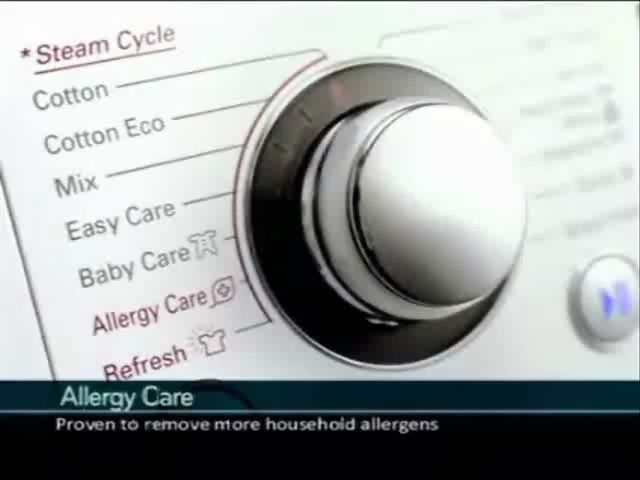 * Steam Cycle
Cotton
Cotton Eco
Mix
Easy Care
Baby Care
Allergy Care
Refresh
Allergy Care
Proven to remove more household allergens